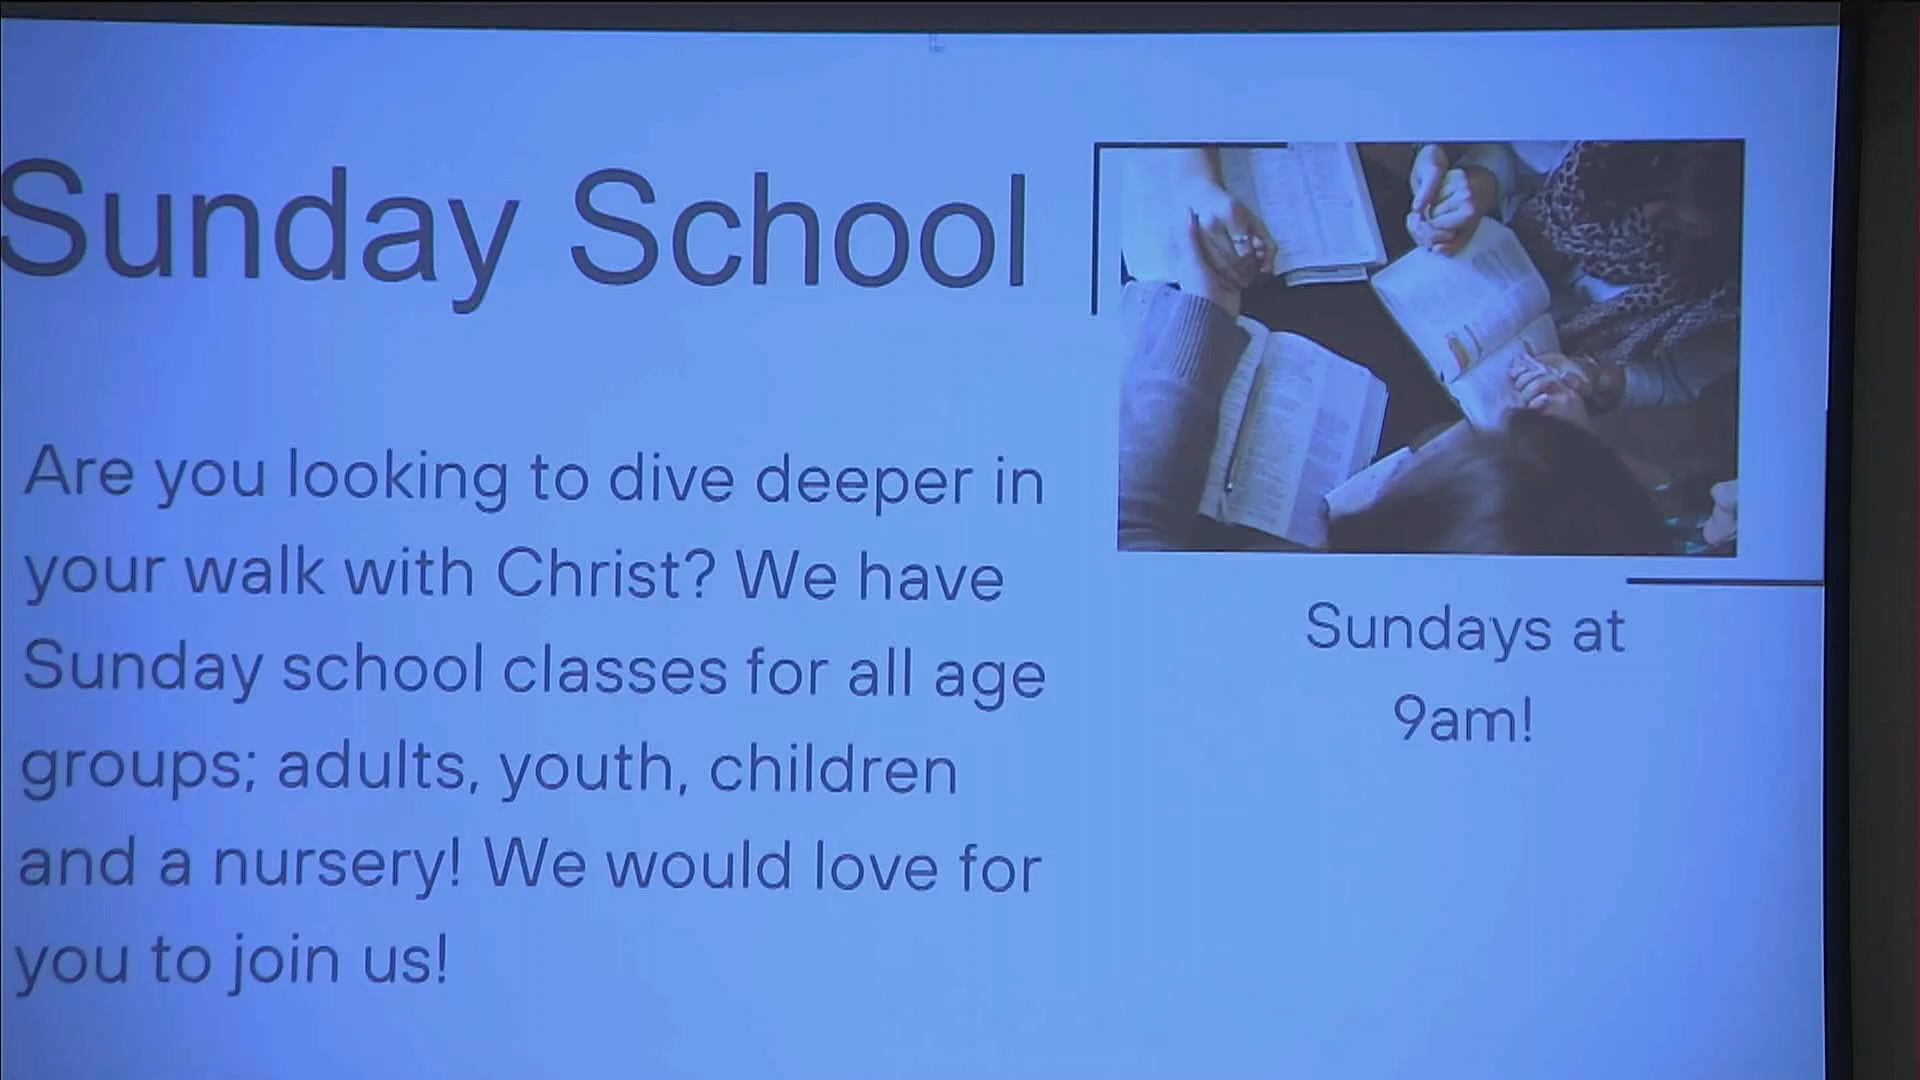 Sunday School
Are you looking to dive deeper in
your walk with Christ? We have
Sunday school classes for all age
groups; adults, youth, children
and a nursery! We would love for
you to join us!
Sundays at
9am!